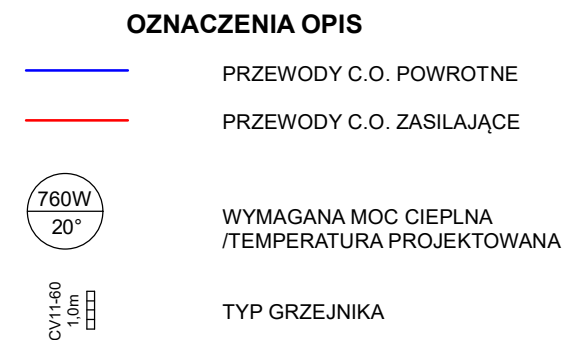 OZNACZENIA OPIS
PRZEWODY C.O. POWROTNE
PRZEWODY C.O. ZASILAJĄCE
760W
20°
WYMAGANA MOC CIEPLNA
/TEMPERATURA PROJEKTOWANA
CV11-60
1,0m
TYP GRZEJNIKA